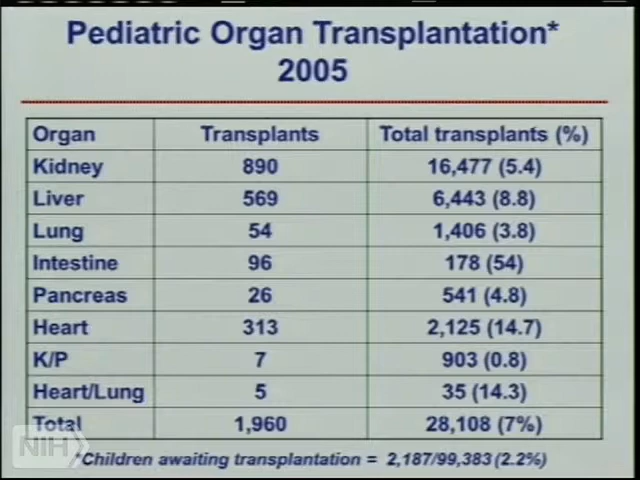 Pediatric Organ Transplantation*
2005
Organ Transplants Total transplants (%)
Kidney 890 16,477 (5.4)
Liver 569 6,443 (8.8)
Lung 54 1,406 (3.8)
Intestine 96 178 (54)
Pancreas 26 541 (4.8)
Heart 313 2,125 (14.7)
K/P 7 903 (0.8)
Heart/Lung 5 35 (14.3)
Total 1,960 28,108 (7%)
*Children awaiting transplantation = 2,187/99,383 (2.2%)
NIH